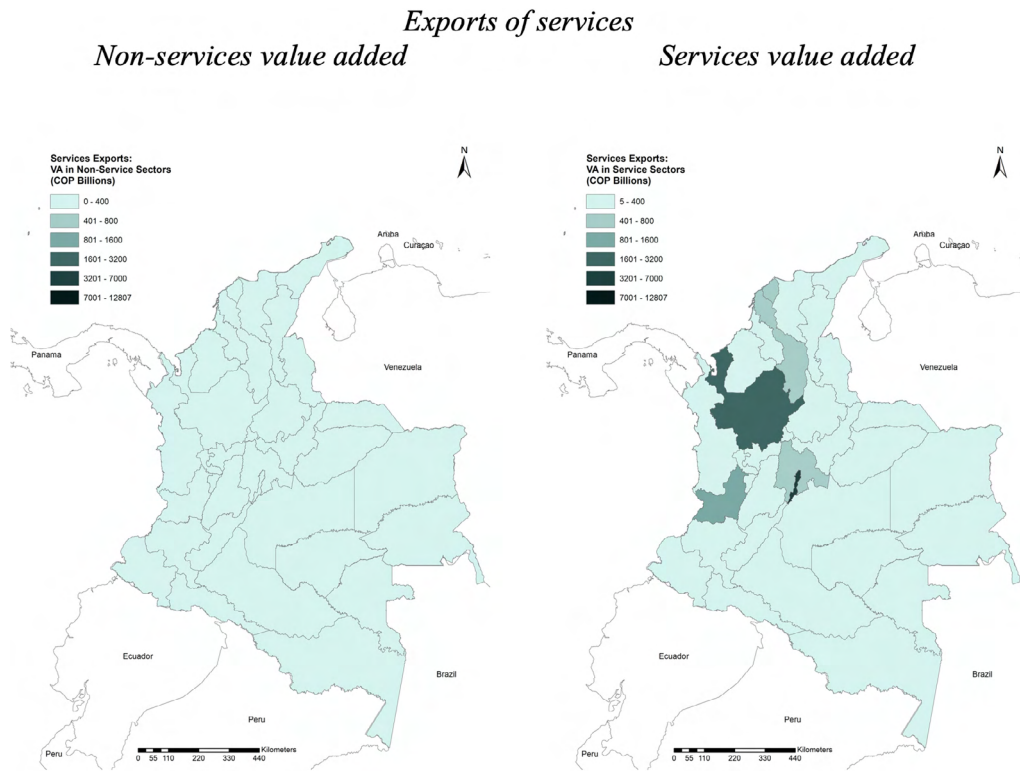 Exports of services
Non-services value added
Services value added
N
Services Exports:
VA in Non-Service Sectors
(COP Billions)
0 - 400
401 - 800
801 - 1600
1601 - 3200
3201 - 7000
7001 - 12807
Aruba
Curaçao
Panama
Venezuela
Ecuador
Brazil
Peru
Peru
Kilometers
0 55 110 220 330 440
N
Services Exports:
VA in Service Sectors
(COP Billions)
5 - 400
401 - 800
801 - 1600
1601 - 3200
3201 - 7000
7001 - 12807
Aruba
Curaçao
Panama
Venezuela
Ecuador
Brazil
Peru
Peru
Kilometers
0 55 110 220 330 440